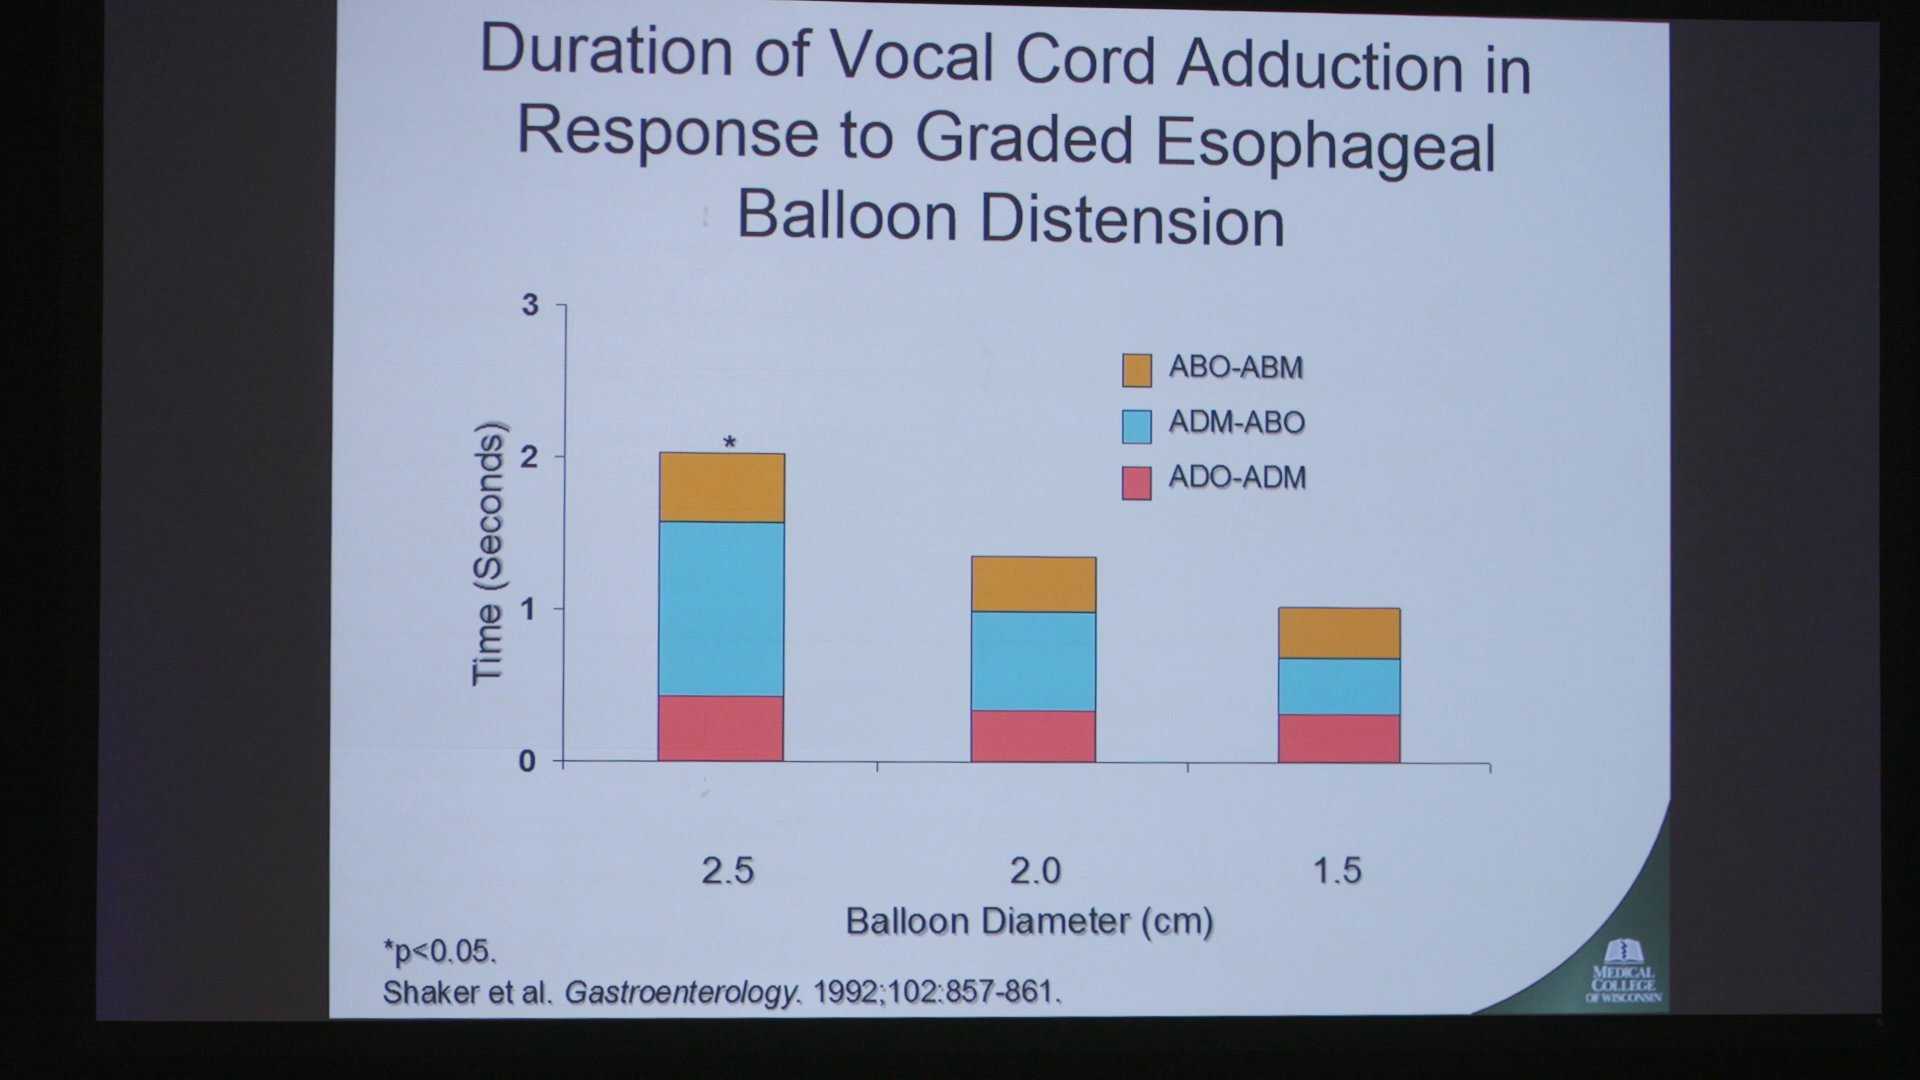 Duration of Vocal Cord Adduction in
Response to Graded Esophageal
Balloon Distension
3
2
1
0
Time (Seconds)
*
ABO-ABM
ADM-ABO
ADO-ADM
2.5 2.0 1.5
Balloon Diameter (cm)
*p<0.05.
Shaker et al. Gastroenterology. 1992;102:857-861.
MEDICAL
COLLEGE
OF WISCONSIN